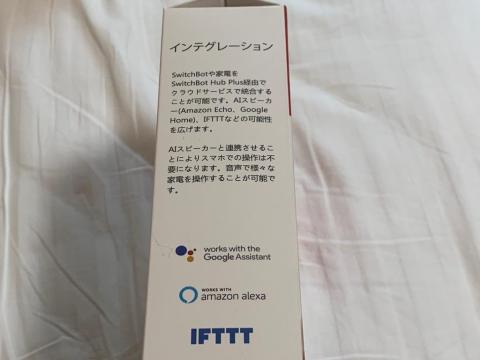 インテグレーション
SwitchBotや家電を
SwitchBot Hub Plus経由で
クラウドサービスで統合する
ことが可能です。AIスピーカ
ー(Amazon Echo、Google
Home)、IFTTTなどの可能性
を広げます。
AIスピーカーと連携させるこ
とによりスマホでの操作は不
要になります。音声で様々な
家電を操作することが可能で
す。
works with the
Google Assistant
WORKS WITH
amazon alexa
IFTTT